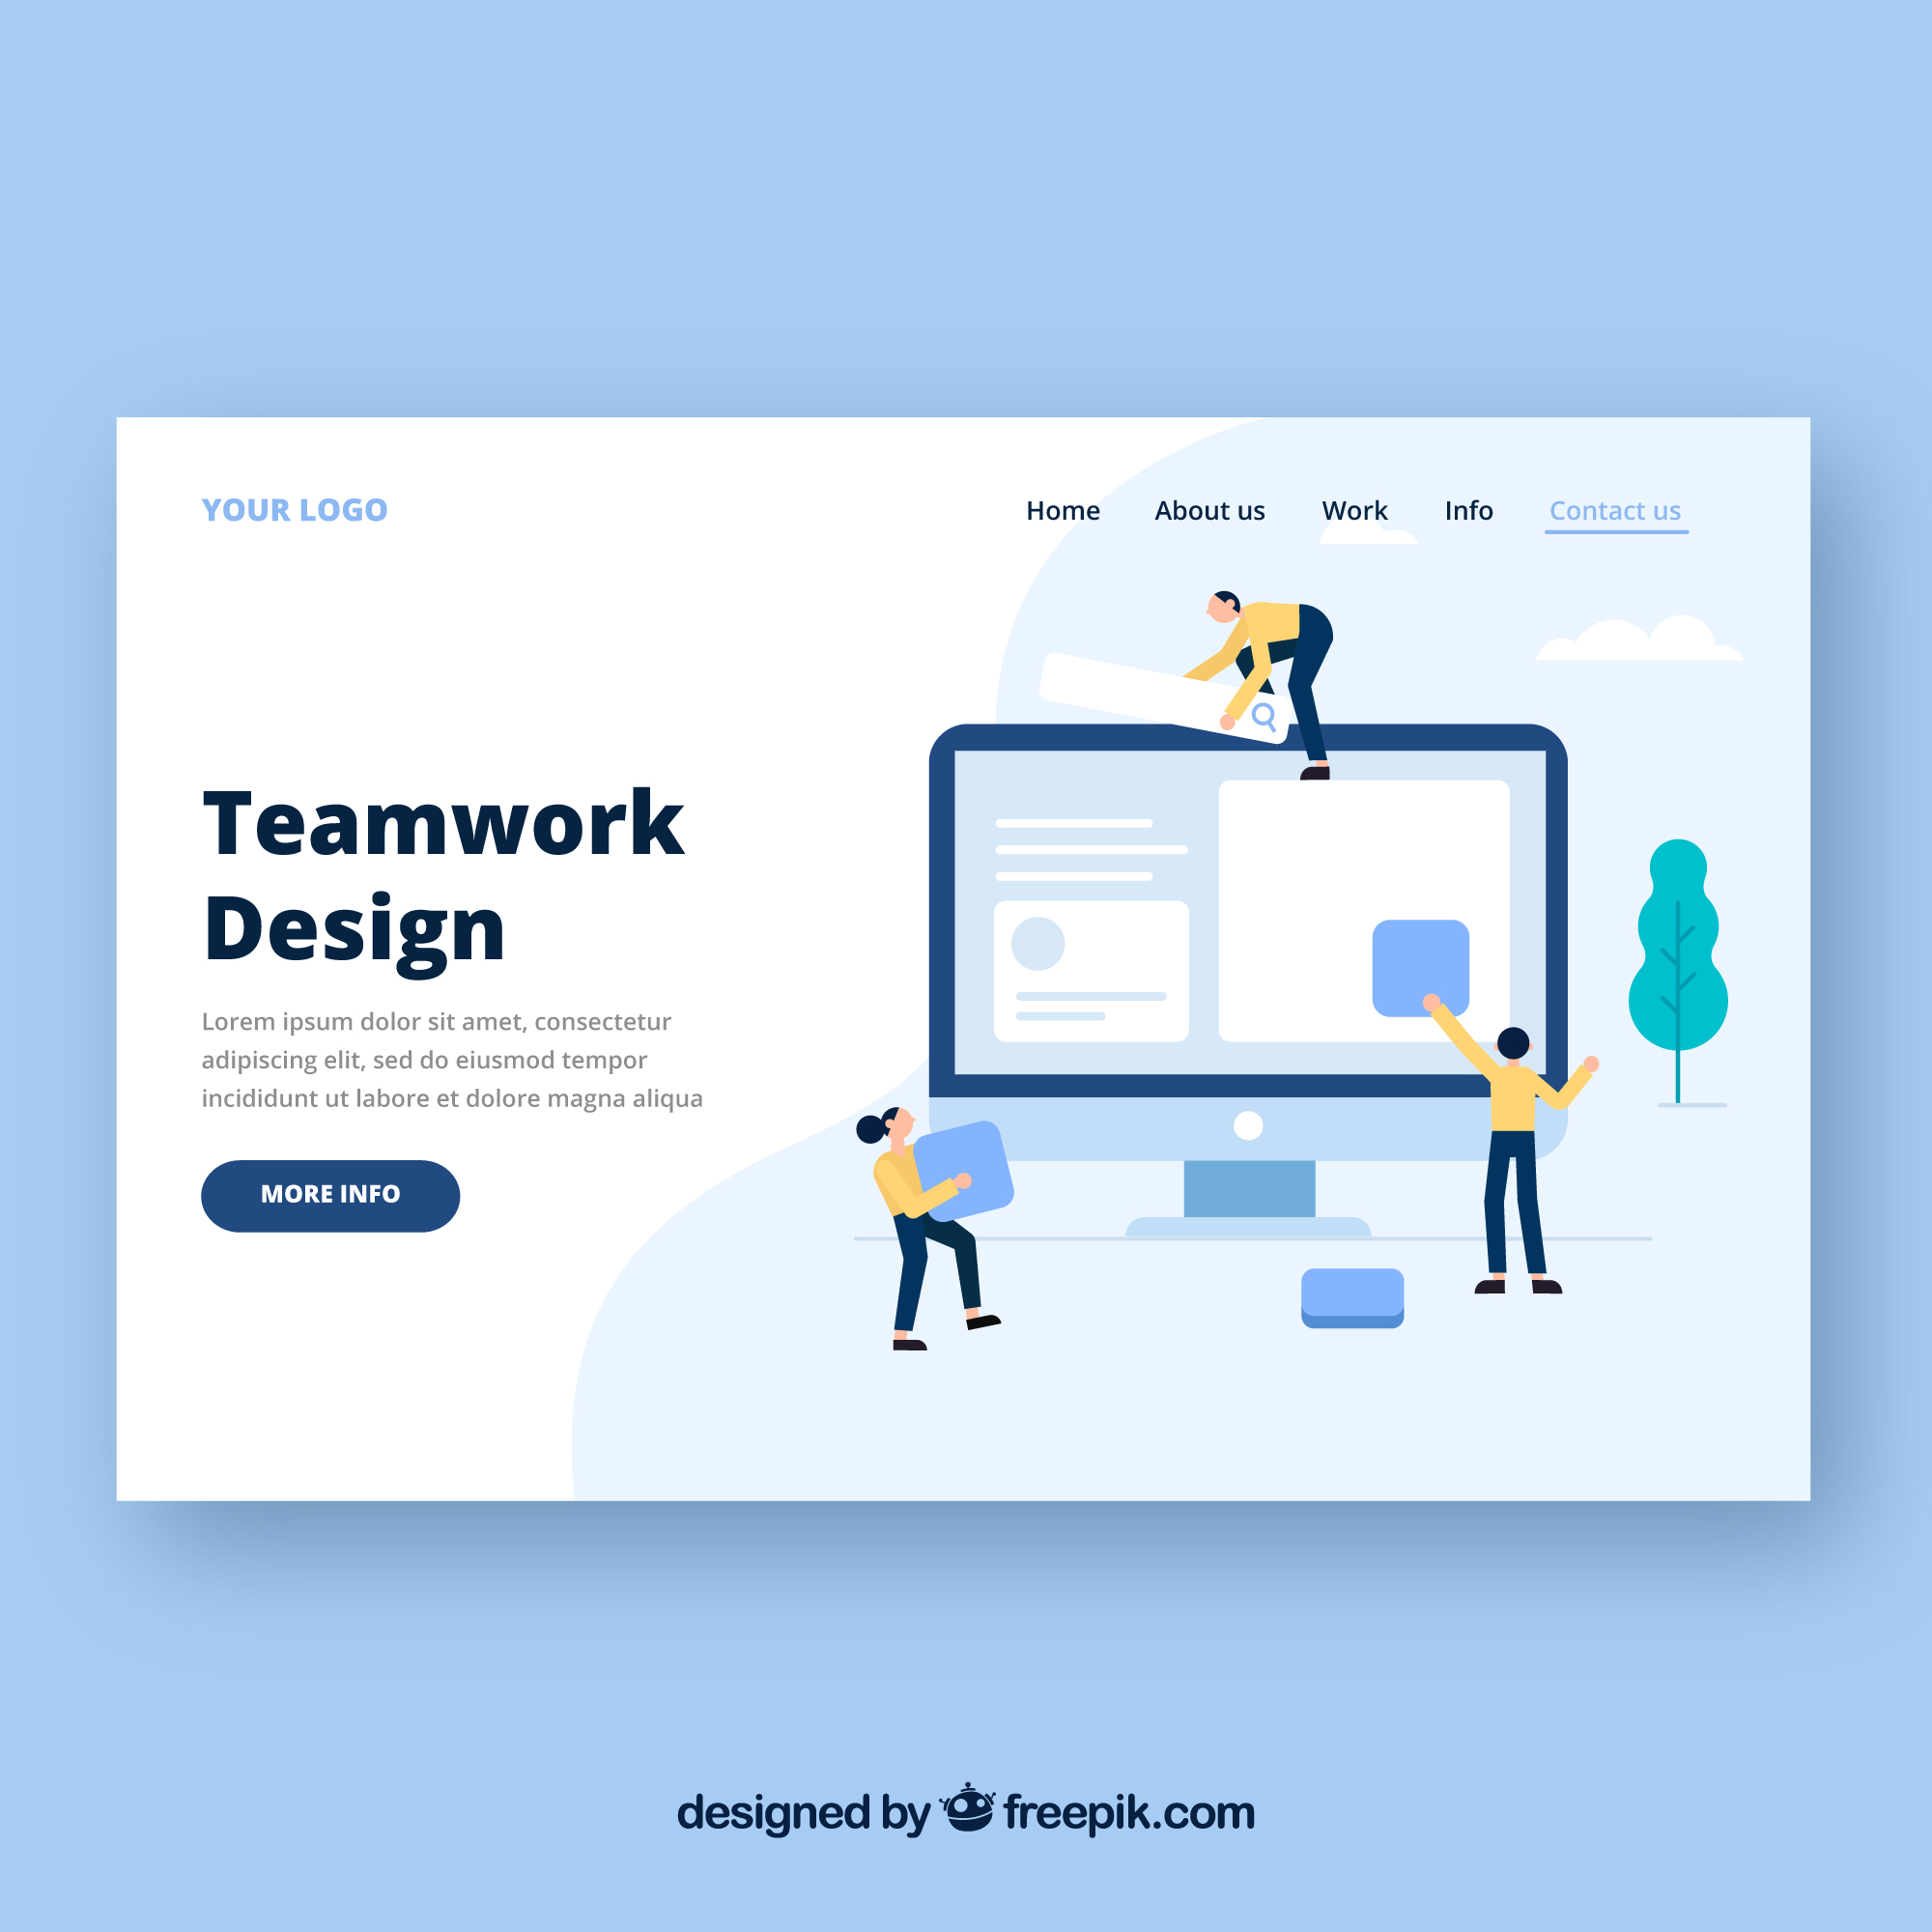 YOUR LOGO
Home About us Work Info Contact us
Teamwork
Design
Lorem ipsum dolor sit amet, consectetur
adipiscing elit, sed do eiusmod tempor
incididunt ut labore et dolore magna aliqua
MORE INFO
designed by freepik.com